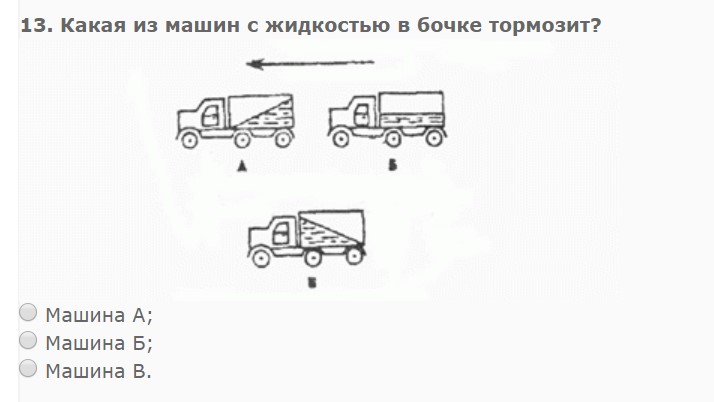 13. Какая из машин с жидкостью в бочке тормозит?
А
Б
Машина А;
Машина Б;
Машина В.